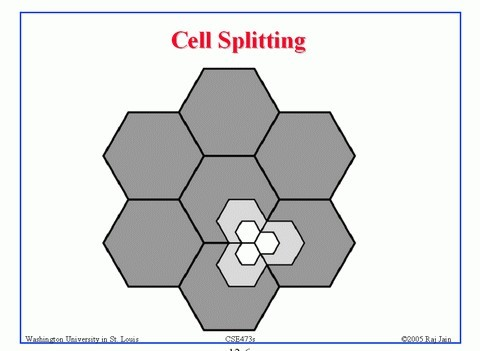 Cell Splitting
Washington University in St. Louis CSE473s ©2005 Raj Jain